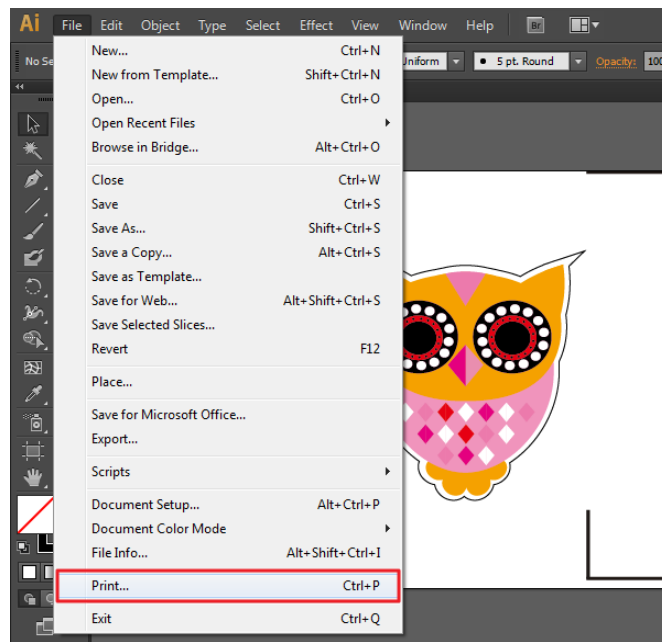 Ai File Edit Object Type Select Effect View Window Help Br
No Se
Uniform 5 pt. Round Opacity: 100
New... Ctrl+N
New from Template... Shift+Ctrl+N
Open... Ctrl+O
Open Recent Files
Browse in Bridge... Alt+Ctrl+O
Close Ctrl+W
Save Ctrl+S
Save As... Shift+Ctrl+S
Save a Copy... Alt+Ctrl+S
Save as Template...
Save for Web... Alt+Shift+Ctrl+S
Save Selected Slices...
Revert F12
Place...
Save for Microsoft Office...
Export...
Scripts
Document Setup... Alt+Ctrl+P
Document Color Mode
File Info... Alt+Shift+Ctrl+I
Print... Ctrl+P
Exit Ctrl+Q